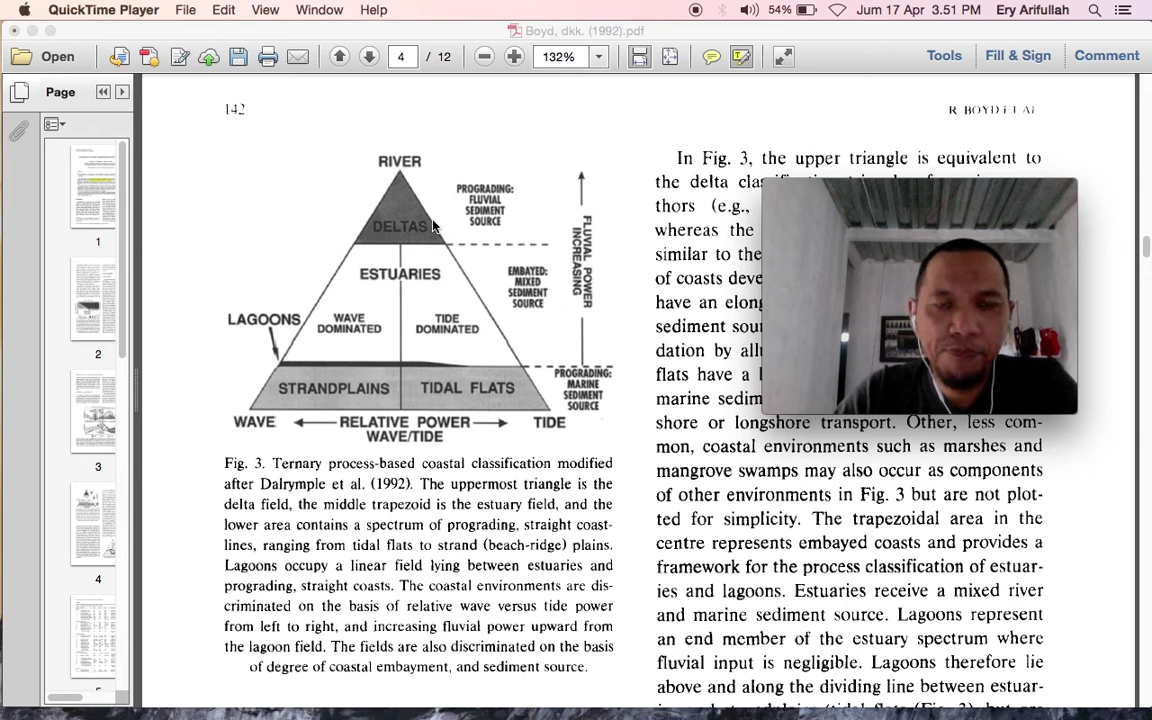 QuickTime Player File Edit View Window Help 54% Jum 17 Apr 3.51 PM Ery Arifullah
Boyd, dkk. (1992).pdf
Open 4 / 12 132% Tools Fill & Sign Comment
Page
1
2
3
4
142
R BOYD ET AL
RIVER
DELTAS
PROGRADING:
FLUVIAL
SEDIMENT
SOURCE
FLUVIAL POWER
INCREASING
ESTUARIES
EMBAYED:
MIXED
SEDIMENT
SOURCE
LAGOONS
WAVE
DOMINATED
TIDE
DOMINATED
PROGRADING:
MARINE
SEDIMENT
SOURCE
STRANDPLAINS
TIDAL FLATS
WAVE
RELATIVE POWER
WAVE/TIDE
TIDE
Fig. 3. Ternary process-based coastal classification modified
after Dalrymple et al. (1992). The uppermost triangle is the
delta field, the middle trapezoid is the estuary field, and the
lower area contains a spectrum of prograding, straight coast-
lines, ranging from tidal flats to strand (beach-ridge) plains.
Lagoons occupy a linear field lying between estuaries and
prograding, straight coasts. The coastal environments are dis-
criminated on the basis of relative wave versus tide power
from left to right, and increasing fluvial power upward from
the lagoon field. The fields are also discriminated on the basis
of degree of coastal embayment, and sediment source.
In Fig. 3, the upper triangle is equivalent to
the delta
thors (e.g.,
whereas the
similar to the
of coasts
have an
sediment
dation by
flats have a
marine
shore or longshore transport. Other, less com-
mon, coastal environments such as marshes and
mangrove swamps may also occur as components
of other environments in Fig. 3 but are not plot-
ted for simplicity. The trapezoidal area in the
centre represents embayed coasts and provides a
framework for the process classification of estuar-
ies and lagoons. Estuaries receive a mixed river
and marine sediment source. Lagoons represent
an end member of the estuary spectrum where
fluvial input is negligible. Lagoons therefore lie
above and along the dividing line between estuar-